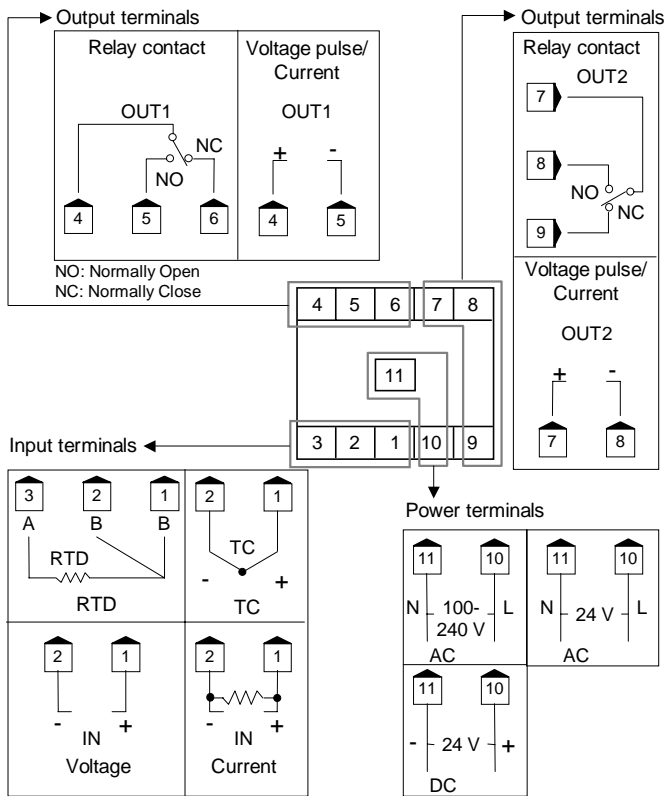 Output terminals
Relay contact
OUT1
NC
NO
4
5
6
Voltage pulse/
Current
OUT1
+
-
4
5
NO: Normally Open
NC: Normally Close
Output terminals
Relay contact
OUT2
7
8
NO
NC
9
Voltage pulse/
Current
OUT2
+
-
7
8
4 5 6 7 8
11
3 2 1 10 9
Input terminals
3 2 1
A B B
RTD
RTD
2 1
TC
- +
TC
2 1
- +
IN
Voltage
2 1
- +
IN
Current
Power terminals
11 10
N 100- L
240 V
AC
11 10
N 24 V L
AC
11 10
- 24 V +
DC